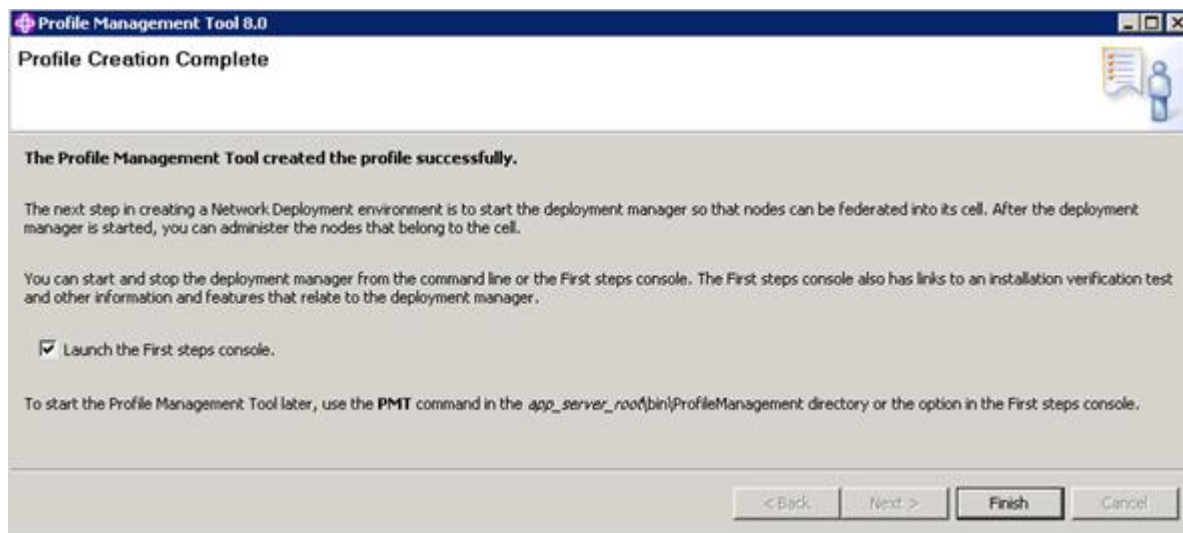 Profile Management Tool 8.0
Profile Creation Complete
The Profile Management Tool created the profile successfully.
The next step in creating a Network Deployment environment is to start the deployment manager so that nodes can be federated into its cell. After the deployment
manager is started, you can administer the nodes that belong to the cell.
You can start and stop the deployment manager from the command line or the First steps console. The First steps console also has links to an installation verification test
and other information and features that relate to the deployment manager.
Launch the First steps console.
To start the Profile Management Tool later, use the PMT command in the app_server_root\bin\ProfileManagement directory or the option in the First steps console.
< Back Next > Finish Cancel